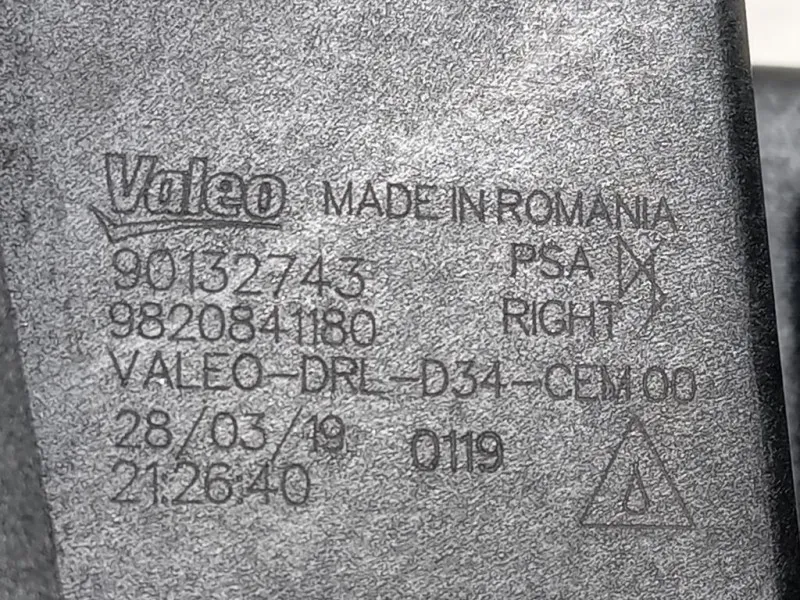 Valeo MADE IN ROMANIA
90132743 PSA
9820841180 RIGHT
VALEO-DRL-D34-CEM 00
28/03/19 0119
21:26:40